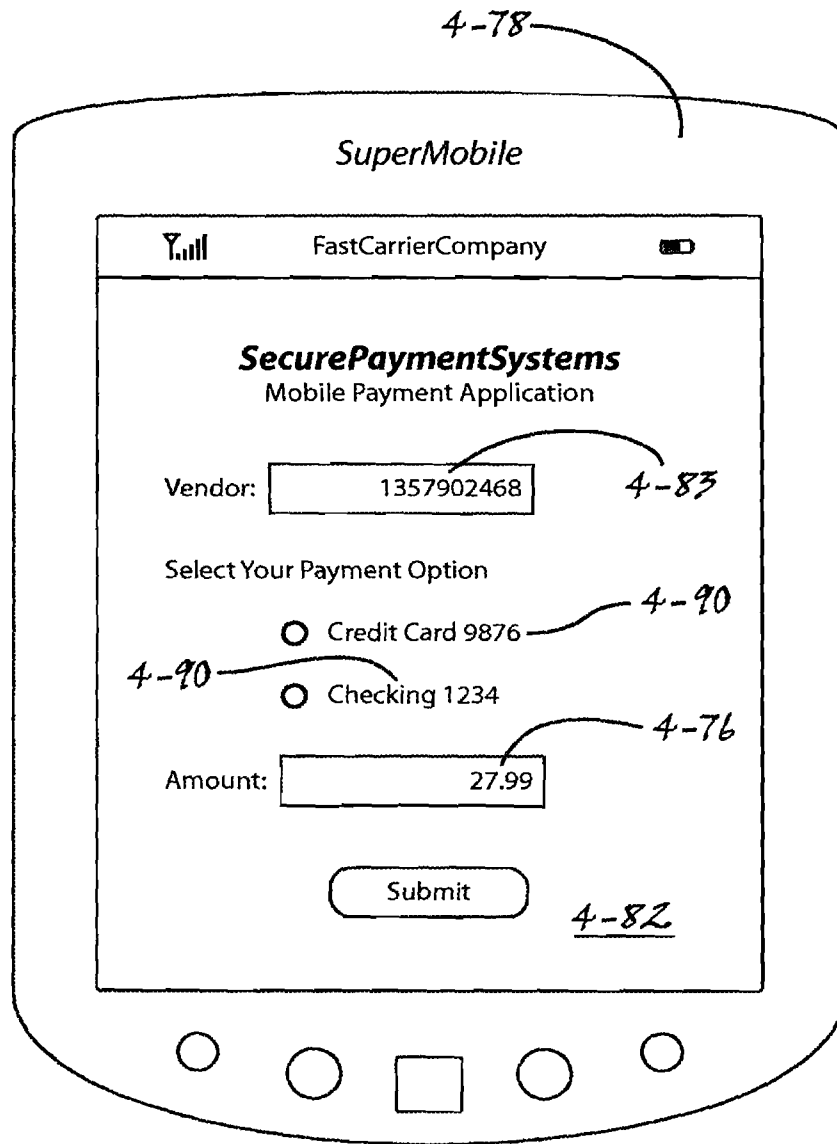 4-78
SuperMobile
FastCarrierCompany
SecurePaymentSystems
Mobile Payment Application
Vendor: 1357902468 4-83
Select Your Payment Option
Credit Card 9876 4-90
4-90 Checking 1234
4-76
Amount: 27.99
Submit
4-82